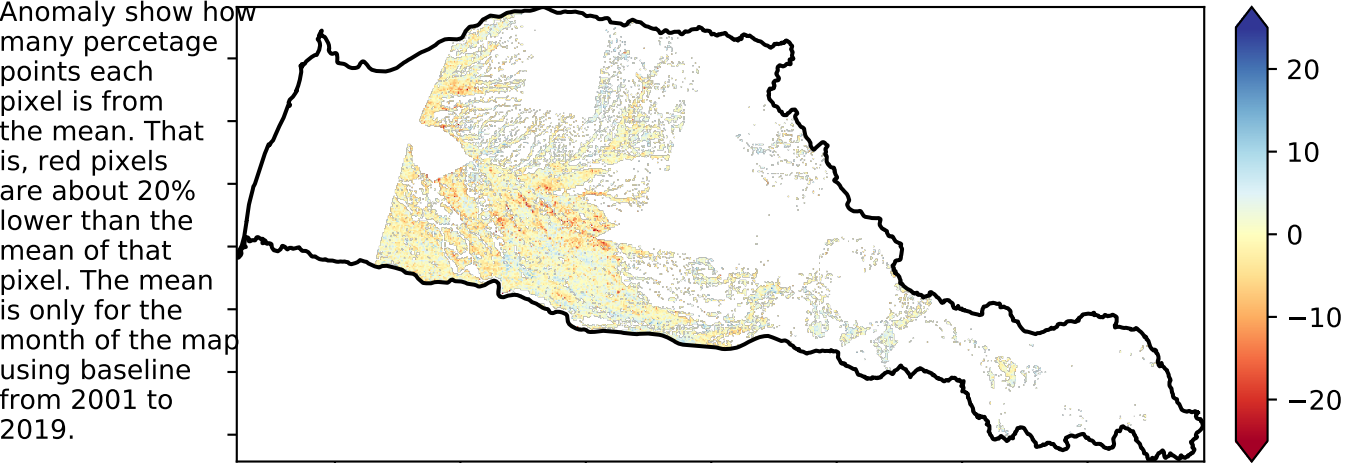 Anomaly show how
many percetage
points each
pixel is from
the mean. That
is, red pixels
are about 20%
lower than the
mean of that
pixel. The mean
is only for the
month of the map
using baseline
from 2001 to
2019.
20
10
0
−10
−20